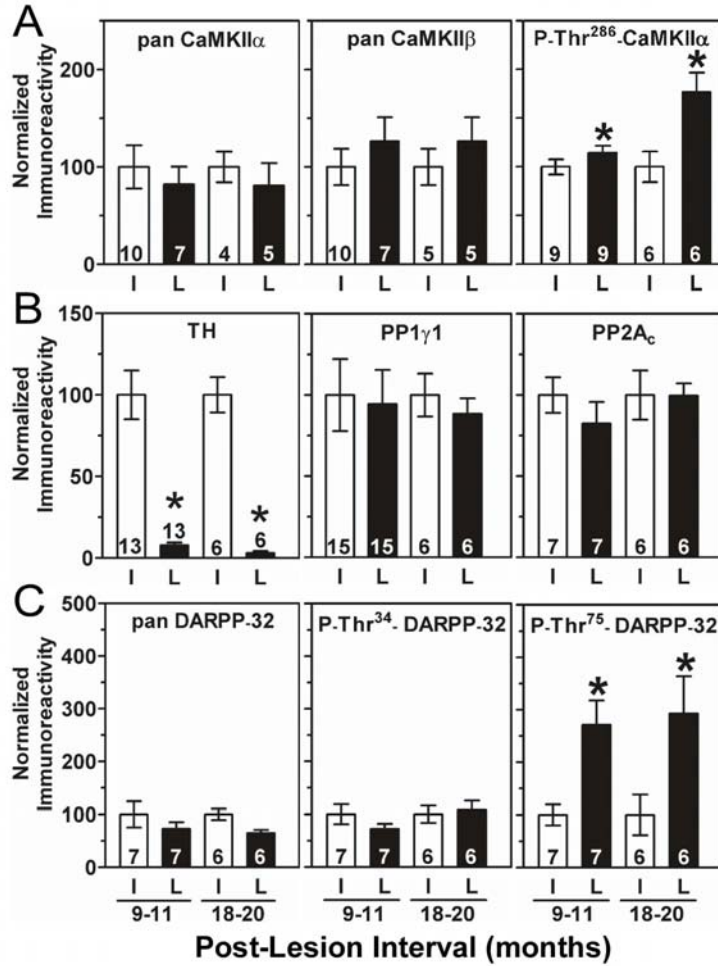 A
pan CaMKIIα pan CaMKIIβ P-Thr286-CaMKIIα
Normalized Immunoreactivity
200
100
0
* *
10 7 4 5 10 7 5 5 9 9 6 6
I L I L I L I L I L I L
B
TH PP1γ1 PP2Ac
Normalized Immunoreactivity
150
100
50
0
* *
13 13 6 6 15 15 6 6 7 7 6 6
I L I L I L I L I L I L
C
pan DARPP-32 P-Thr34- DARPP-32 P-Thr75- DARPP-32
Normalized Immunoreactivity
500
400
300
200
100
0
* *
7 7 6 6 7 7 6 6 7 7 6 6
I L I L I L I L I L I L
9-11 18-20 9-11 18-20 9-11 18-20
Post-Lesion Interval (months)